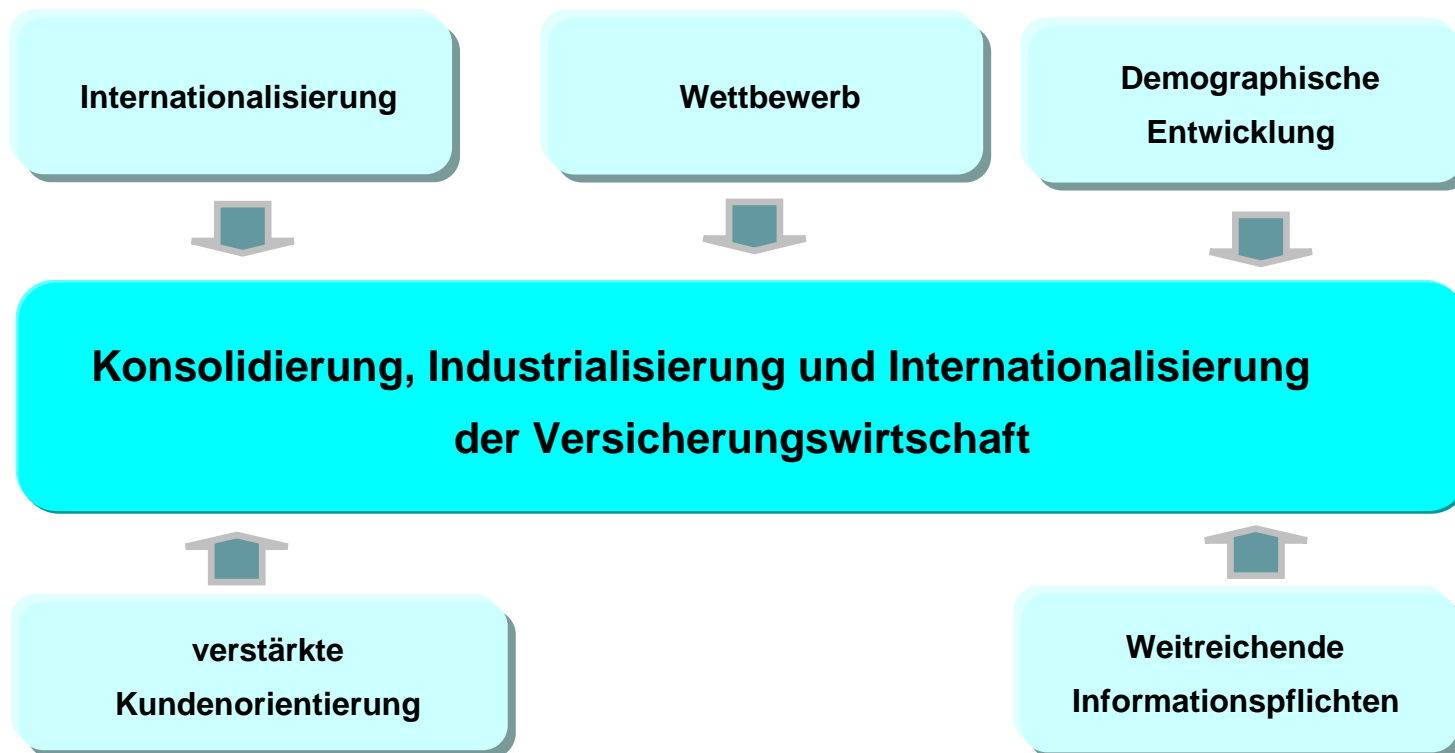 Internationalisierung
Wettbewerb
Demographische
Entwicklung
Konsolidierung, Industrialisierung und Internationalisierung
der Versicherungswirtschaft
verstärkte
Kundenorientierung
Weitreichende
Informationspflichten